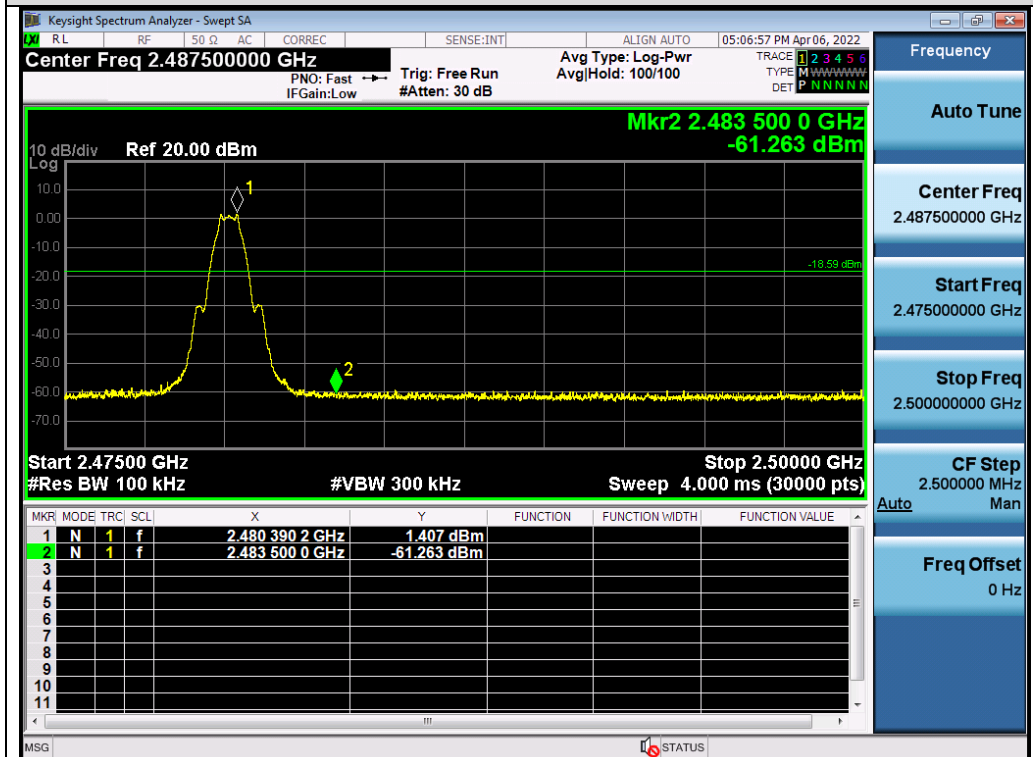 Keysight Spectrum Analyzer - Swept SA
LXI RL RF 50 Ω AC CORREC SENSE:INT ALIGN AUTO 05:06:57 PM Apr 06, 2022
Center Freq 2.487500000 GHz
PNO: Fast
IFGain:Low
Trig: Free Run
#Atten: 30 dB
Avg Type: Log-Pwr
Avg|Hold: 100/100
TRACE 1 2 3 4 5 6
TYPE M WWWWW
DET P N N N N N
Mkr2 2.483 500 0 GHz
-61.263 dBm
10 dB/div Ref 20.00 dBm
Log
10.0
0.00
-10.0
-20.0
-30.0
-40.0
-50.0
-60.0
-70.0
1
2
-18.59 dBm
Start 2.47500 GHz Stop 2.50000 GHz
#Res BW 100 kHz #VBW 300 kHz Sweep 4.000 ms (30000 pts)
MKR MODE TRC SCL X Y FUNCTION FUNCTION WIDTH FUNCTION VALUE
1 N 1 f 2.480 390 2 GHz 1.407 dBm
2 N 1 f 2.483 500 0 GHz -61.263 dBm
3
4
5
6
7
8
9
10
11
MSG STATUS
Frequency
Auto Tune
Center Freq
2.487500000 GHz
Start Freq
2.475000000 GHz
Stop Freq
2.500000000 GHz
CF Step
2.500000 MHz
Auto Man
Freq Offset
0 Hz